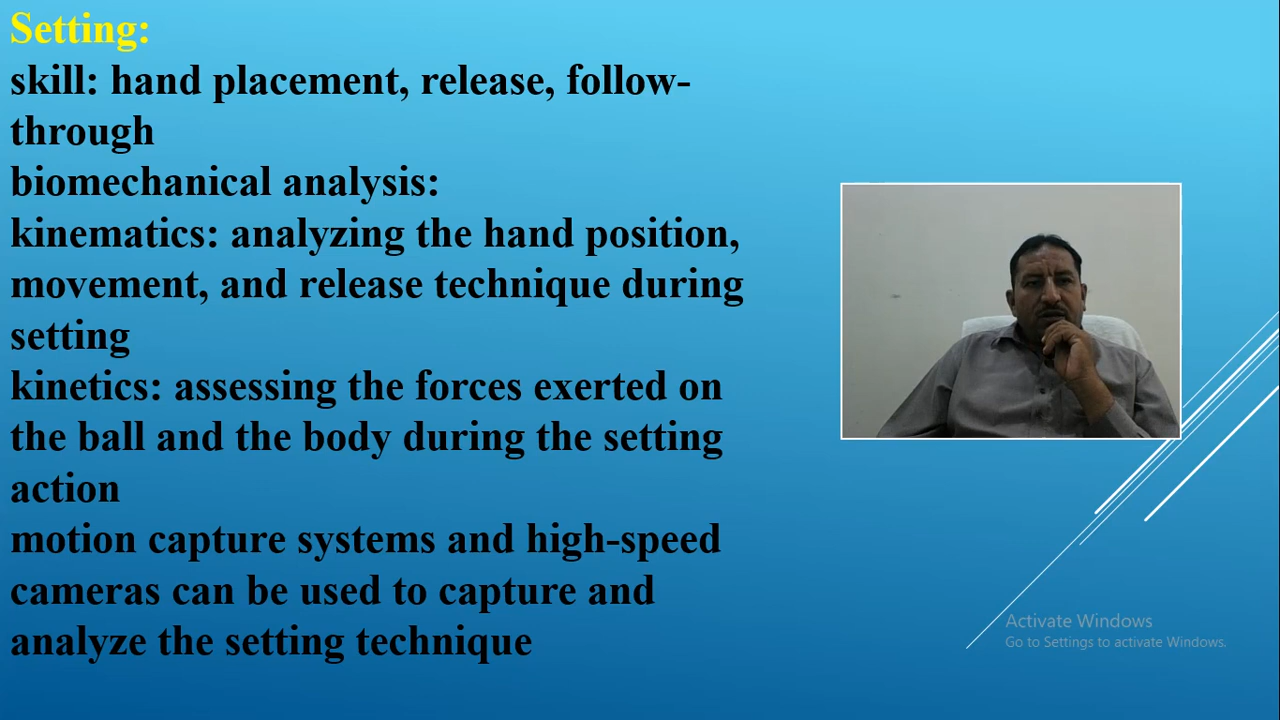 Setting:
skill: hand placement, release, follow-
through
biomechanical analysis:
kinematics: analyzing the hand position,
movement, and release technique during
setting
kinetics: assessing the forces exerted on
the ball and the body during the setting
action
motion capture systems and high-speed
cameras can be used to capture and
analyze the setting technique
Activate Windows
Go to Settings to activate Windows.